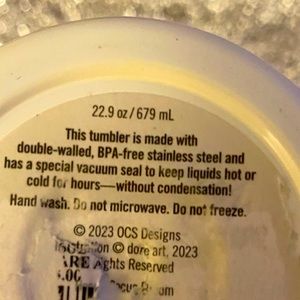 22.9 oz / 679 mL
This tumbler is made with
double-walled, BPA-free stainless steel and
has a special vacuum seal to keep liquids hot or
cold for hours—without condensation!
Hand wash. Do not microwave. Do not freeze.
© 2023 OCS Designs
© dore art, 2023
Reserved